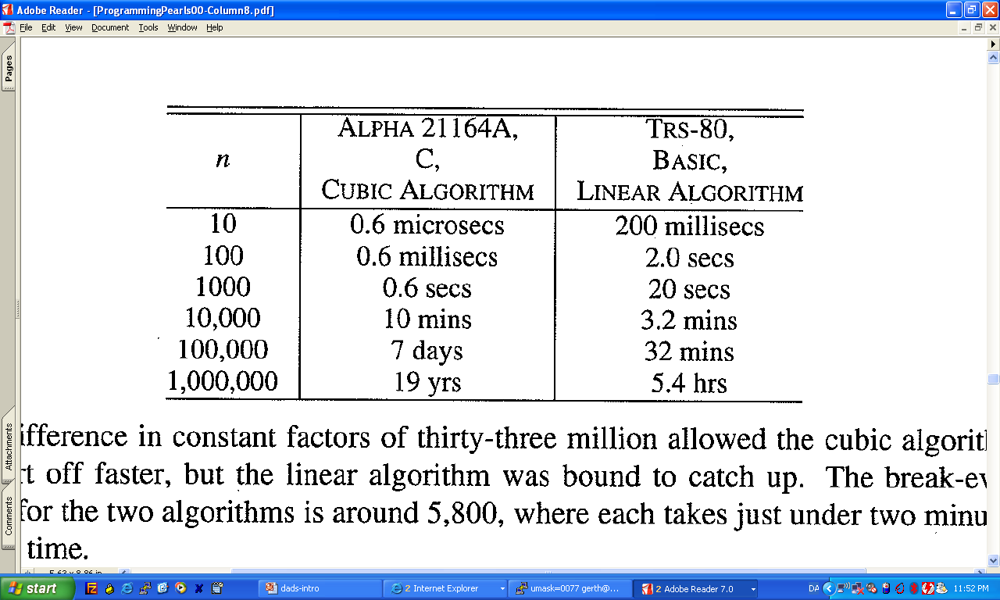 Adobe Reader - [ProgrammingPearls00-Column8.pdf]
File Edit View Document Tools Window Help
Pages
Attachments
Comments
n
ALPHA 21164A,
C,
CUBIC ALGORITHM
TRS-80,
BASIC,
LINEAR ALGORITHM
10 0.6 microsecs 200 millisecs
100 0.6 millisecs 2.0 secs
1000 0.6 secs 20 secs
10,000 10 mins 3.2 mins
100,000 7 days 32 mins
1,000,000 19 yrs 5.4 hrs
ifference in constant factors of thirty-three million allowed the cubic algorit
rt off faster, but the linear algorithm was bound to catch up. The break-ev
for the two algorithms is around 5,800, where each takes just under two minu
time.
start
dads-intro
2 Internet Explorer
umask=0077 gerth@...
2 Adobe Reader 7.0
DA
11:52 PM